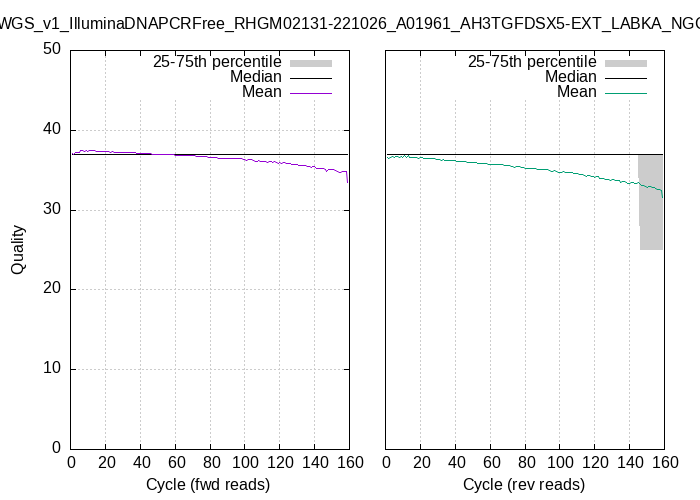 WGS_v1_IlluminaDNAPCRFree_RHGM02131-221026_A01961_AH3TGFDSX5-EXT_LABKA_NGC
50
40
30
20
10
0
Quality
25-75th percentile
Median
Mean
0 20 40 60 80 100 120 140 160
Cycle (fwd reads)
25-75th percentile
Median
Mean
0 20 40 60 80 100 120 140 160
Cycle (rev reads)